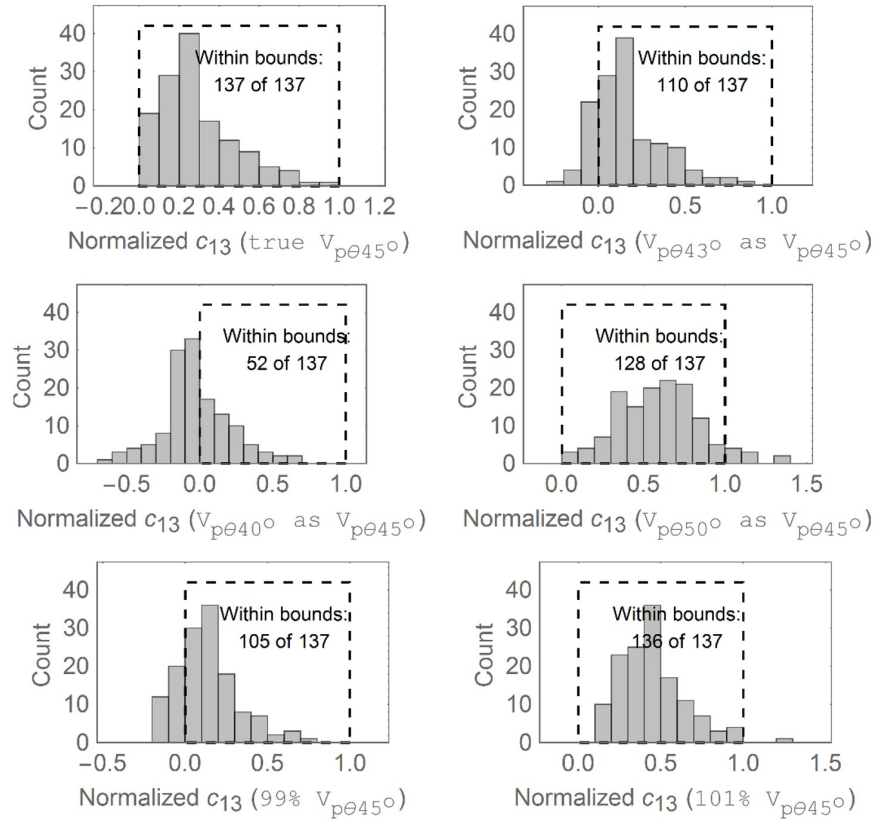 40
30
20
10
0
Count
Within bounds:
137 of 137
−0.2 0.0 0.2 0.4 0.6 0.8 1.0 1.2
Normalized c13 (true Vpθ45°)
40
30
20
10
0
Count
Within bounds:
110 of 137
0.0 0.5 1.0
Normalized c13 (Vpθ43° as Vpθ45°)
40
30
20
10
0
Count
Within bounds:
52 of 137
−0.5 0.0 0.5 1.0
Normalized c13 (Vpθ40° as Vpθ45°)
40
30
20
10
0
Count
Within bounds:
128 of 137
0.0 0.5 1.0 1.5
Normalized c13 (Vpθ50° as Vpθ45°)
40
30
20
10
0
Count
Within bounds:
105 of 137
−0.5 0.0 0.5 1.0
Normalized c13 (99% Vpθ45°)
40
30
20
10
0
Count
Within bounds:
136 of 137
0.0 0.5 1.0 1.5
Normalized c13 (101% Vpθ45°)